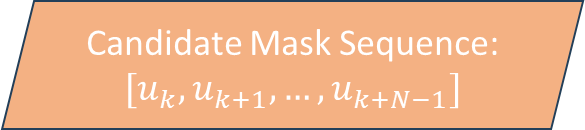 Candidate Mask Sequence:
[u_k, u_{k+1}, …, u_{k+N−1}]